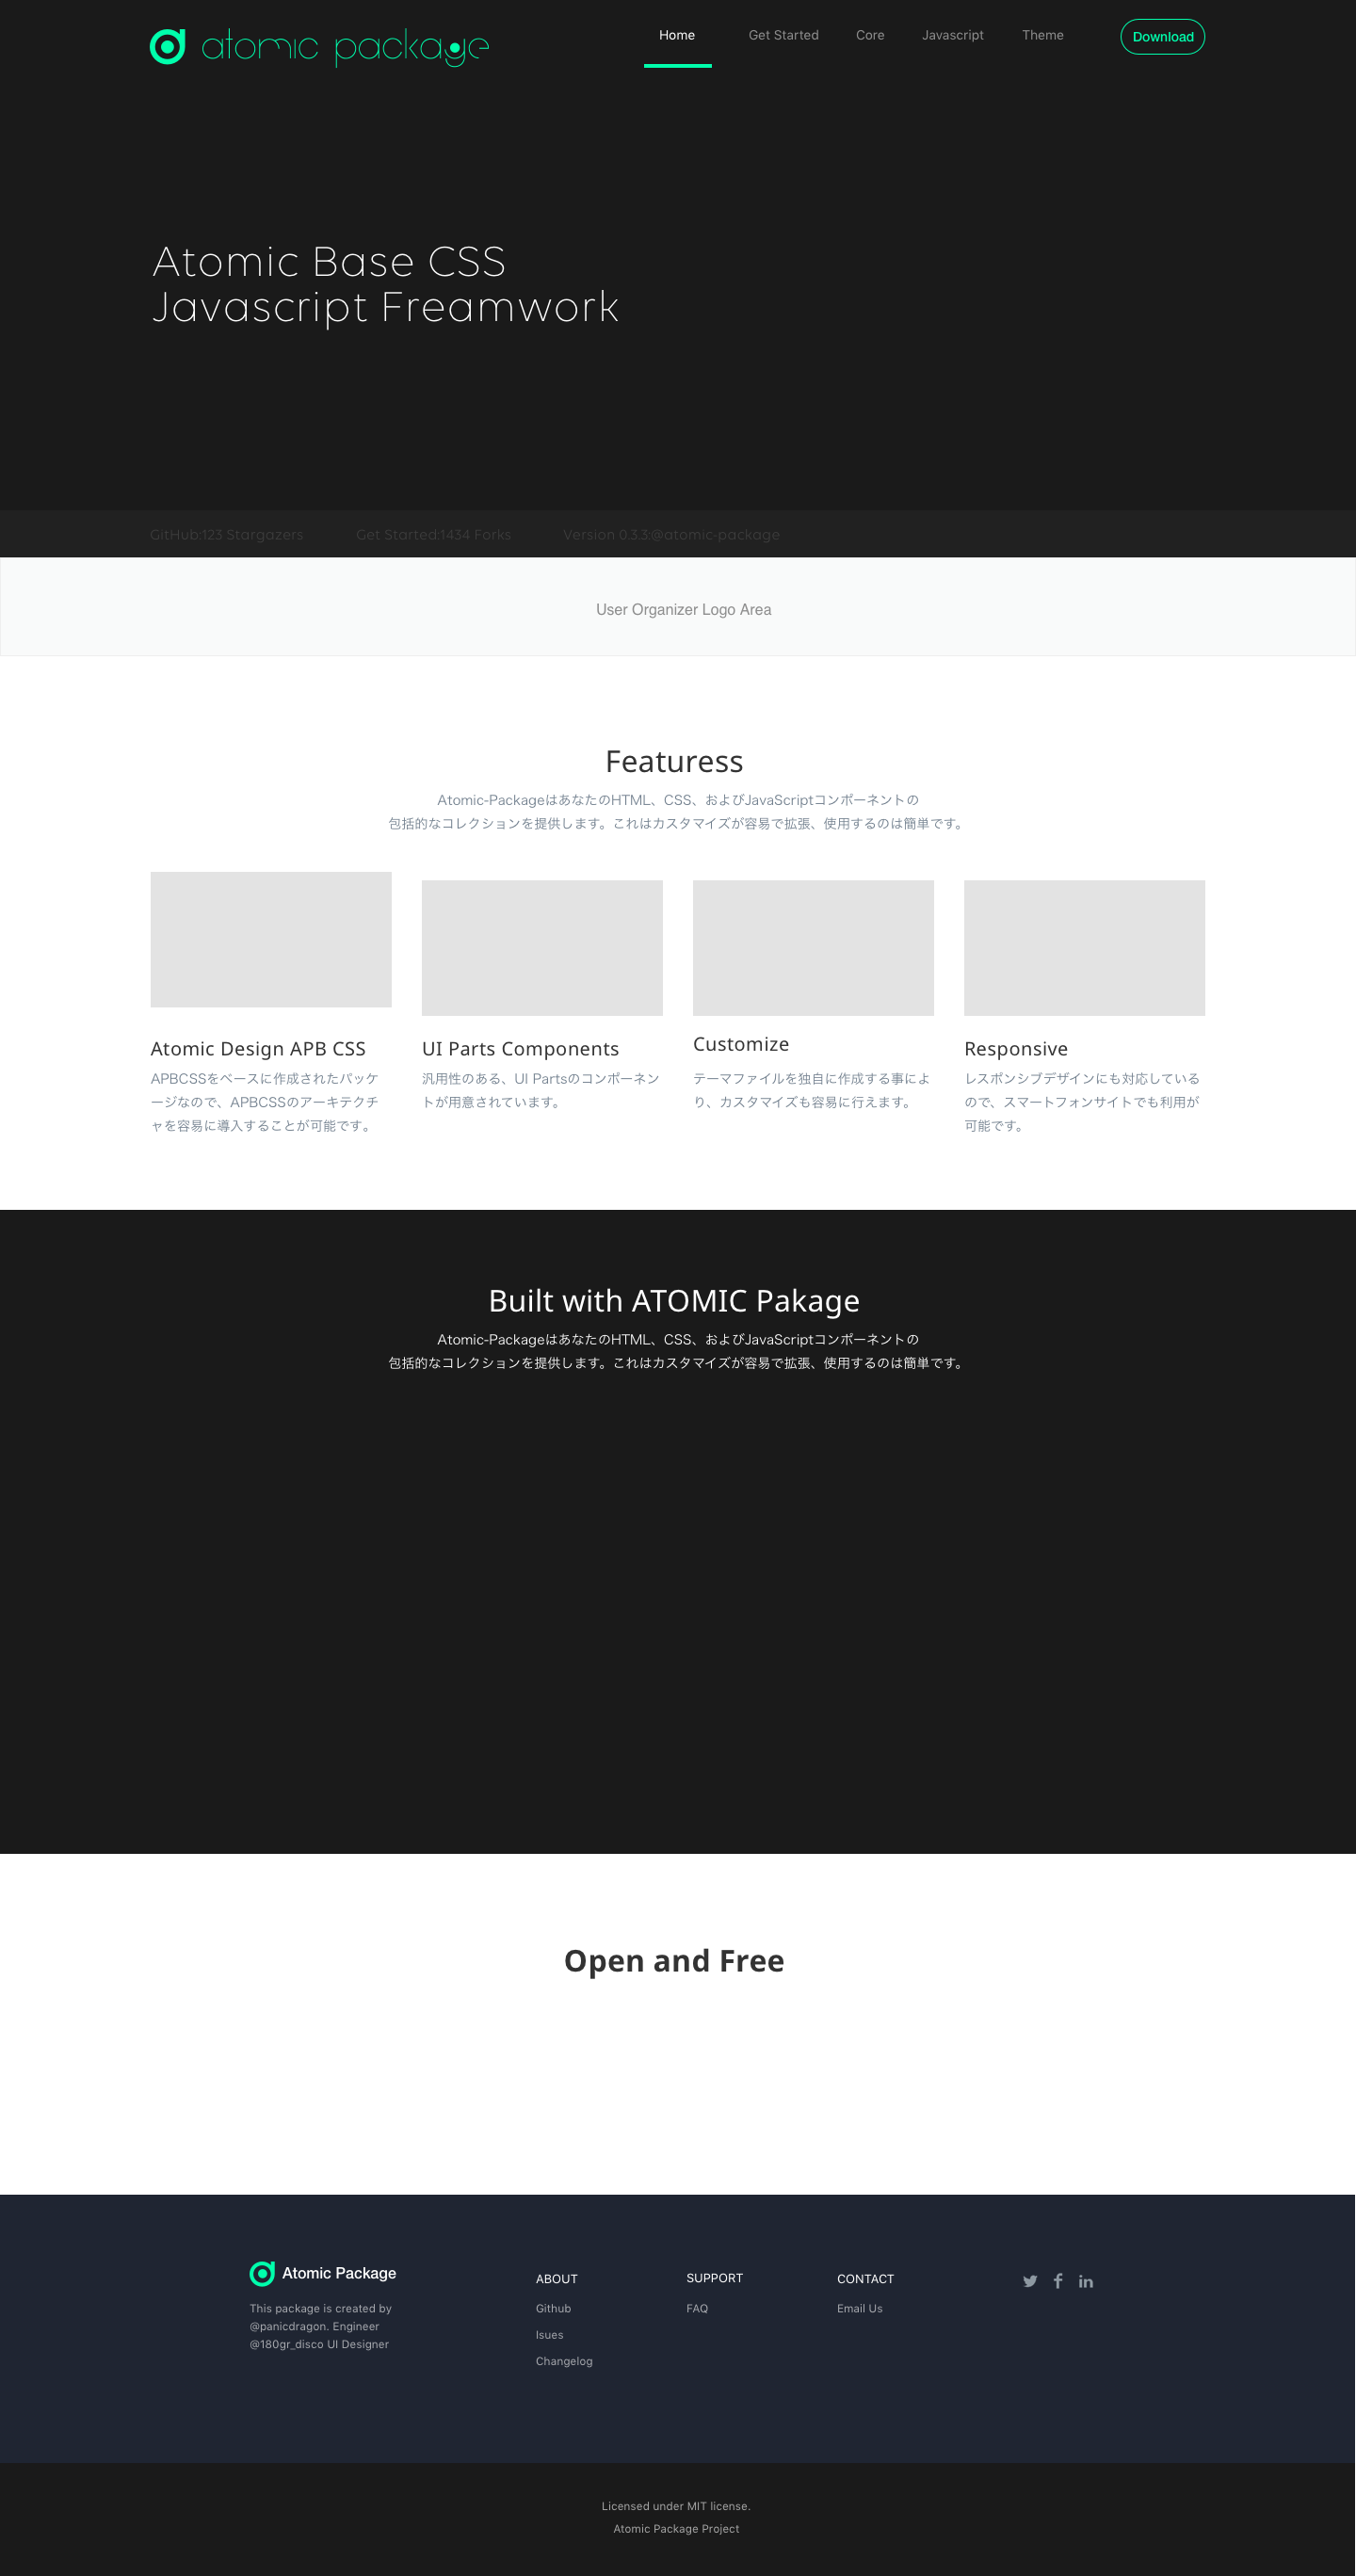 atomic package
Home
Get Started
Core
Javascript
Theme
Download
Atomic Base CSS
Javascript Freamwork
GitHub:123 Stargazers
Get Started:1434 Forks
Version 0.3.3:@atomic-package
User Organizer Logo Area
Featuress
Atomic-PackageはあなたのHTML、CSS、およびJavaScriptコンポーネントの
包括的なコレクションを提供します。これはカスタマイズが容易で拡張、使用するのは簡単です。
Atomic Design APB CSS
APBCSSをベースに作成されたパッケ
ージなので、APBCSSのアーキテクチ
ャを容易に導入することが可能です。
UI Parts Components
汎用性のある、UI Partsのコンポーネン
トが用意されています。
Customize
テーマファイルを独自に作成する事によ
り、カスタマイズも容易に行えます。
Responsive
レスポンシブデザインにも対応している
ので、スマートフォンサイトでも利用が
可能です。
Built with ATOMIC Pakage
Atomic-PackageはあなたのHTML、CSS、およびJavaScriptコンポーネントの
包括的なコレクションを提供します。これはカスタマイズが容易で拡張、使用するのは簡単です。
Open and Free
Atomic Package
This package is created by
@panicdragon. Engineer
@180gr_disco UI Designer
ABOUT
Github
Isues
Changelog
SUPPORT
FAQ
CONTACT
Email Us
Licensed under MIT license.
Atomic Package Project